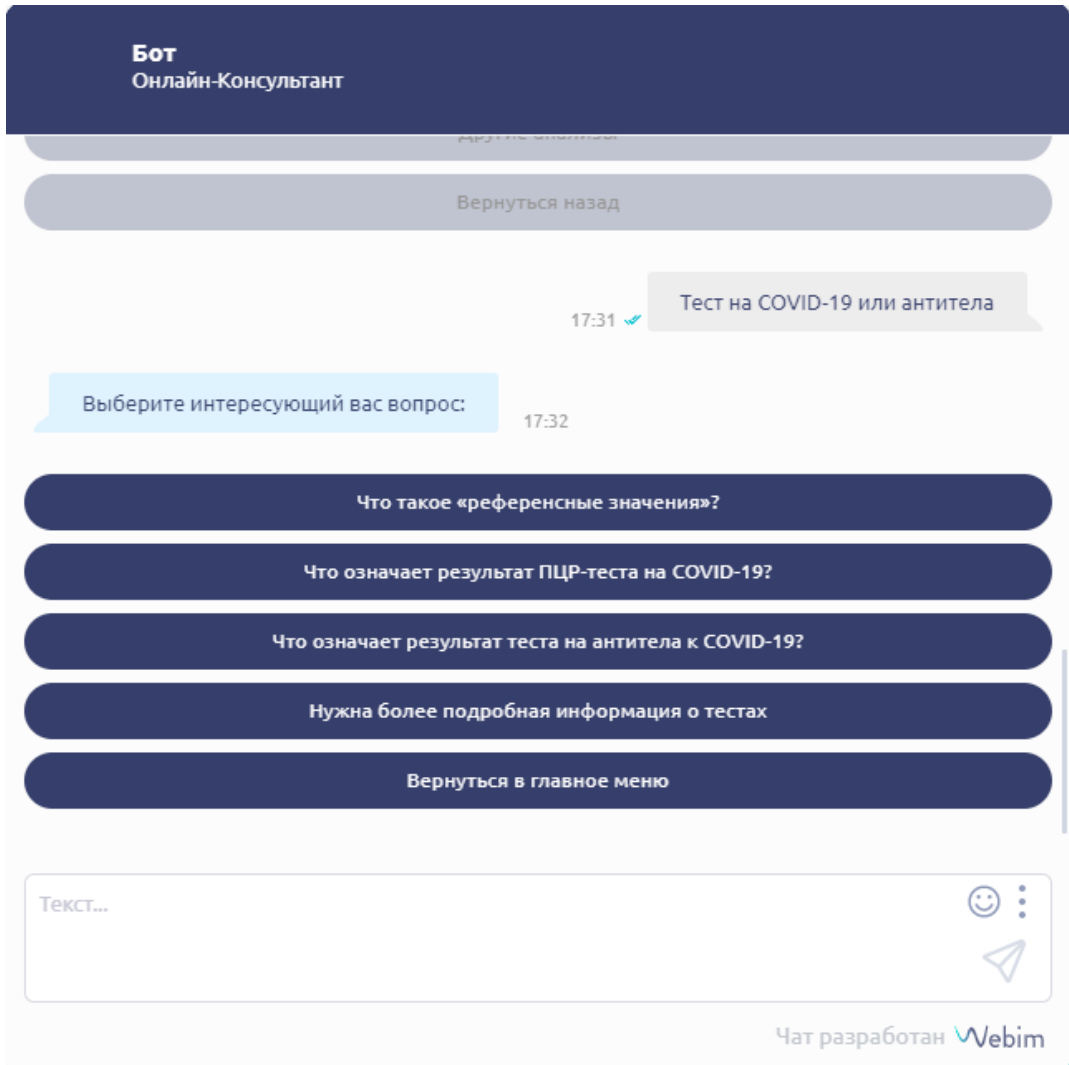 Бот
Онлайн-Консультант
Другие анализы
Вернуться назад
Тест на COVID-19 или антитела
17:31
Выберите интересующий вас вопрос:
17:32
Что такое «референсные значения»?
Что означает результат ПЦР-теста на COVID-19?
Что означает результат теста на антитела к COVID-19?
Нужна более подробная информация о тестах
Вернуться в главное меню
Текст...
Чат разработан Webim